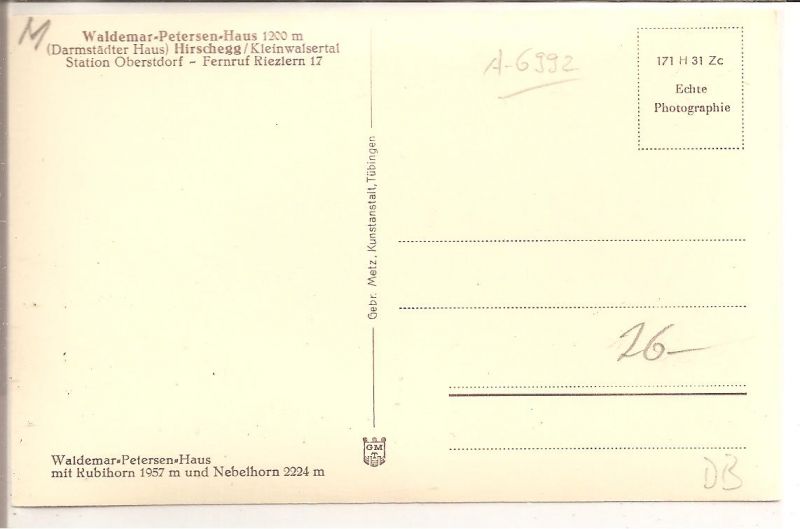 M
Waldemar-Petersen-Haus 1200 m
(Darmstädter Haus) Hirschegg/Kleinwalsertal
Station Oberstdorf - Fernruf Riezlern 17
A-6992
171 H 31 Zc
Echte
Photographie
Gebr. Metz, Kunstanstalt, Tübingen
26-
GM
T
Waldemar-Petersen-Haus
mit Rubihorn 1957 m und Nebelhorn 2224 m
DB